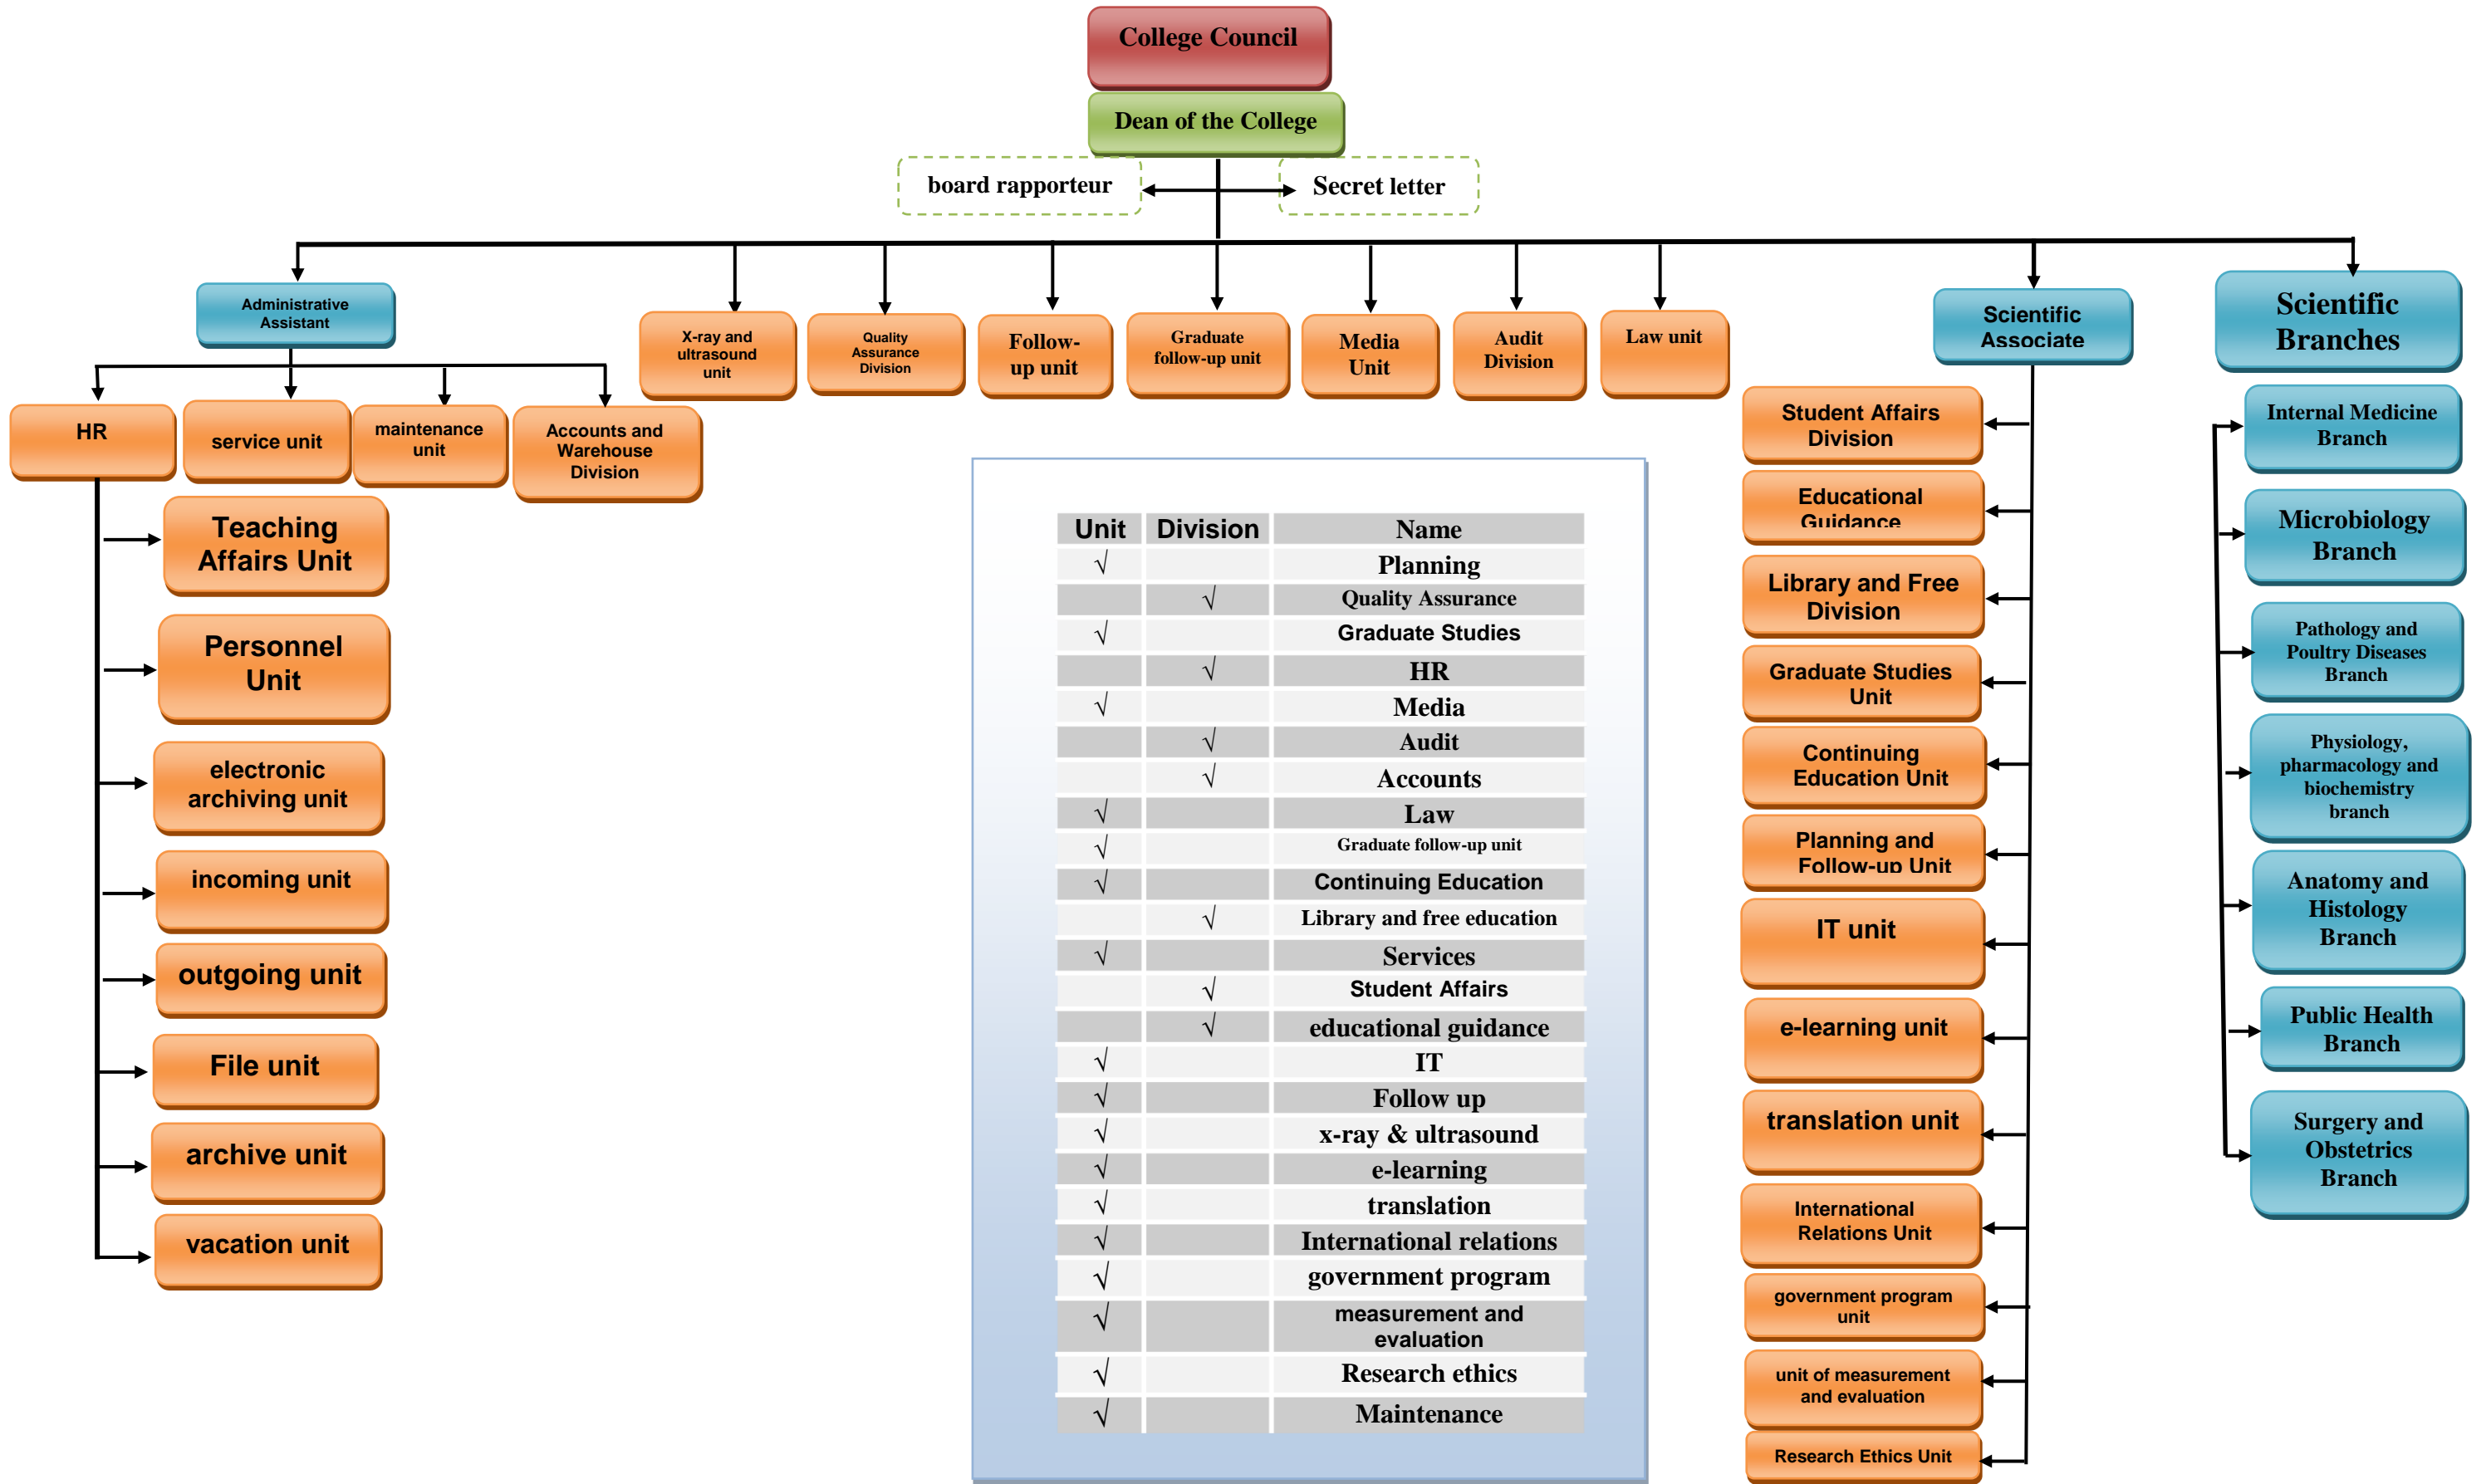 College Council
Dean of the College
board rapporteur
Secret letter
Administrative
Assistant
X-ray and
ultrasound
unit
Quality
Assurance
Division
Follow-
up unit
Graduate
follow-up unit
Media
Unit
Audit
Division
Law unit
Scientific
Associate
Scientific
Branches
HR
service unit
maintenance
unit
Accounts and
Warehouse
Division
Teaching
Affairs Unit
Personnel
Unit
electronic
archiving unit
incoming unit
outgoing unit
File unit
archive unit
vacation unit
Unit Division Name
√ Planning
√ Quality Assurance
√ Graduate Studies
√ HR
√ Media
√ Audit
√ Accounts
√ Law
√ Graduate follow-up unit
√ Continuing Education
√ Library and free education
√ Services
√ Student Affairs
√ educational guidance
√ IT
√ Follow up
√ x-ray & ultrasound
√ e-learning
√ translation
√ International relations
√ government program
√ measurement and
evaluation
√ Research ethics
√ Maintenance
Student Affairs
Division
Educational
Guidance
Library and Free
Division
Graduate Studies
Unit
Continuing
Education Unit
Planning and
Follow-up Unit
IT unit
e-learning unit
translation unit
International
Relations Unit
government program
unit
unit of measurement
and evaluation
Research Ethics Unit
Internal Medicine
Branch
Microbiology
Branch
Pathology and
Poultry Diseases
Branch
Physiology,
pharmacology and
biochemistry
branch
Anatomy and
Histology
Branch
Public Health
Branch
Surgery and
Obstetrics
Branch